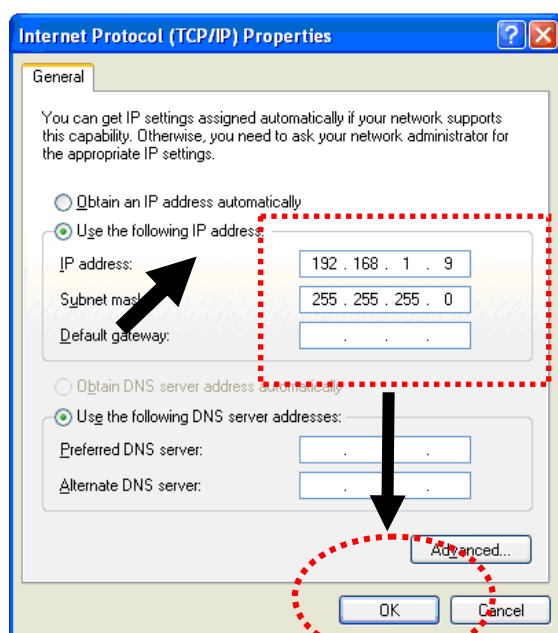 Internet Protocol (TCP/IP) Properties
General
You can get IP settings assigned automatically if your network supports
this capability. Otherwise, you need to ask your network administrator for
the appropriate IP settings.
Obtain an IP address automatically
Use the following IP address:
IP address: 192 . 168 . 1 . 9
Subnet mask 255 . 255 . 255 . 0
Default gateway: . . .
Obtain DNS server address automatically
Use the following DNS server addresses:
Preferred DNS server: . . .
Alternate DNS server: . . .
Advanced...
OK Cancel